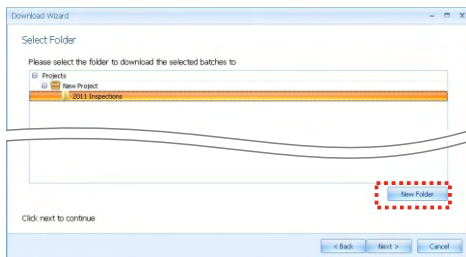 Download Wizard
Select Folder
Please select the folder to download the selected batches to
Projects
New Project
2011 Inspections
New Folder
Click next to continue
< Back
Next >
Cancel